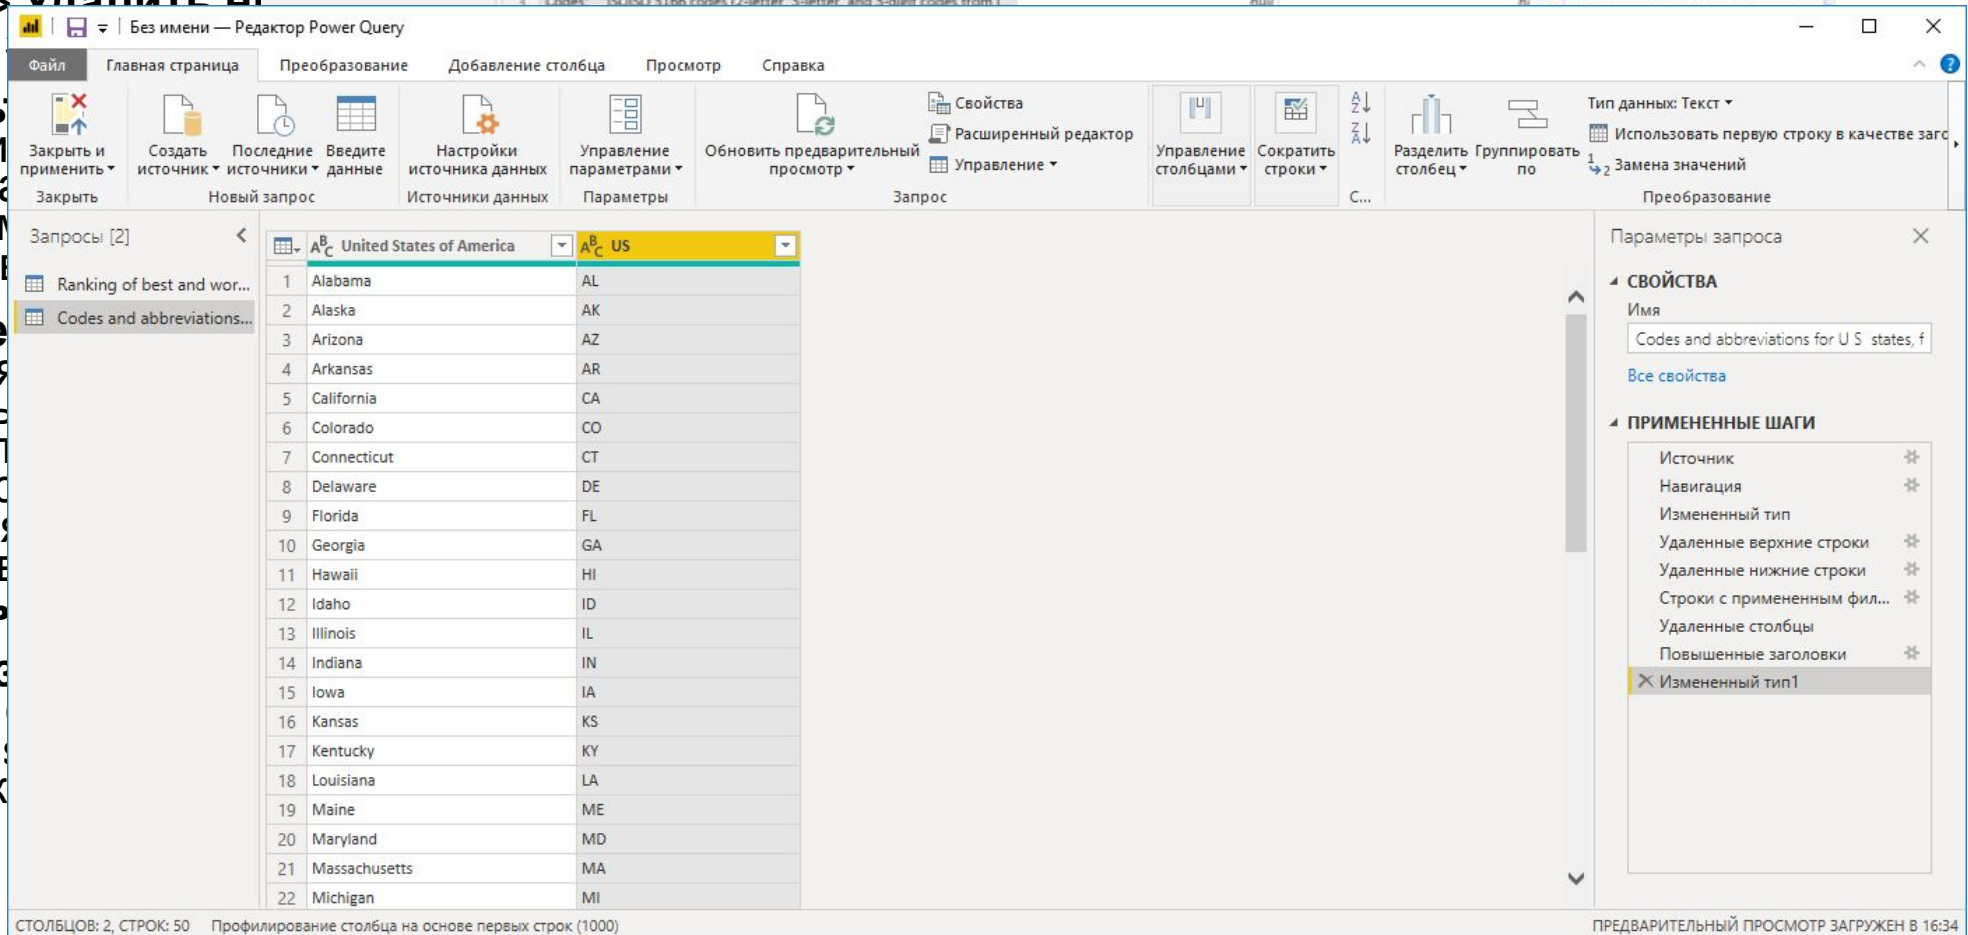 Без имени — Редактор Power Query
Файл Главная страница Преобразование Добавление столбца Просмотр Справка
Закрыть и применить
Создать источник
Последние источники
Введите данные
Настройки источника данных
Управление параметрами
Обновить предварительный просмотр
Свойства
Расширенный редактор
Управление
Управление столбцами
Сократить строки
Разделить столбец
Группировать по
Тип данных: Текст
Использовать первую строку в качестве заго
Замена значений
Закрыть Новый запрос Источники данных Параметры Запрос С... Преобразование
Запросы [2]
Ranking of best and wor...
Codes and abbreviations...
United States of America US
1 Alabama AL
2 Alaska AK
3 Arizona AZ
4 Arkansas AR
5 California CA
6 Colorado CO
7 Connecticut CT
8 Delaware DE
9 Florida FL
10 Georgia GA
11 Hawaii HI
12 Idaho ID
13 Illinois IL
14 Indiana IN
15 Iowa IA
16 Kansas KS
17 Kentucky KY
18 Louisiana LA
19 Maine ME
20 Maryland MD
21 Massachusetts MA
22 Michigan MI
Параметры запроса
СВОЙСТВА
Имя
Codes and abbreviations for U S states, f
Все свойства
ПРИМЕНЕННЫЕ ШАГИ
Источник
Навигация
Измененный тип
Удаленные верхние строки
Удаленные нижние строки
Строки с примененным фил...
Удаленные столбцы
Повышенные заголовки
Измененный тип1
СТОЛБЦОВ: 2, СТРОК: 50 Профилирование столбца на основе первых строк (1000)
ПРЕДВАРИТЕЛЬНЫЙ ПРОСМОТР ЗАГРУЖЕН В 16:34